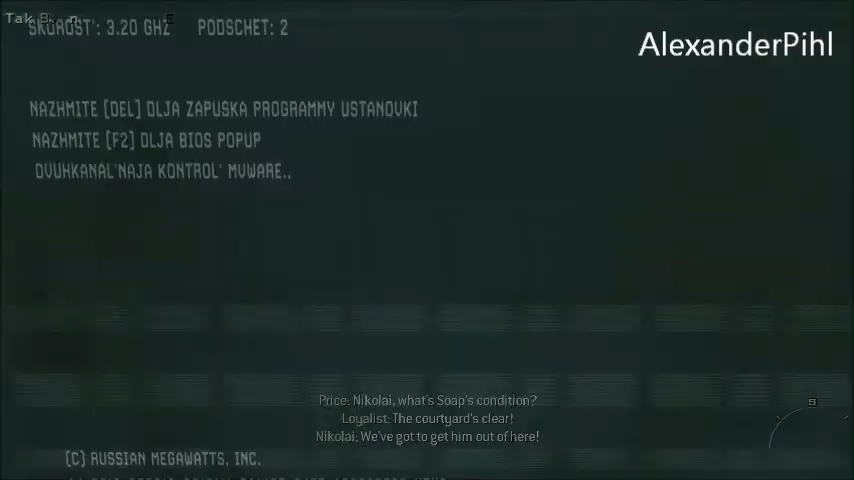 SKOROST': 3.20 GHZ PODSCHET: 2
AlexanderPihl
NAZHMITE [DEL] DLJA ZAPUSKA PROGRAMMY USTANOVKI
NAZHMITE [F2] DLJA BIOS POPUP
DVUHKANAL'NAJA KONTROL' MVWARE..
Price: Nikolai, what's Soap's condition?
Loyalist: The courtyard's clear!
Nikolai: We've got to get him out of here!
S
(C) RUSSIAN MEGAWATTS, INC.